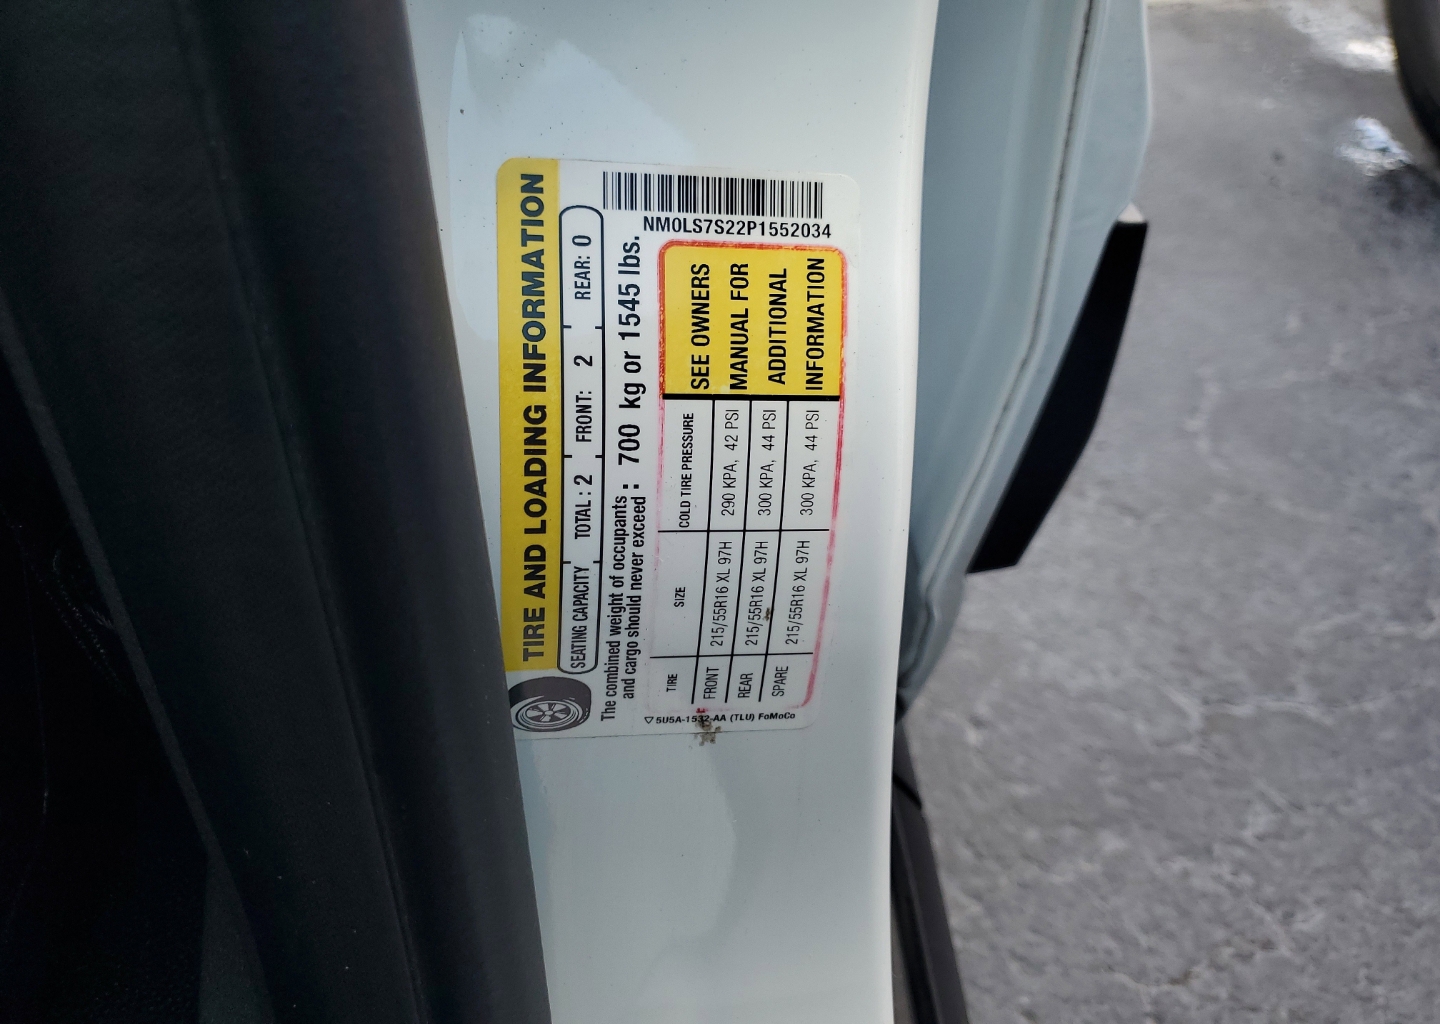 TIRE AND LOADING INFORMATION
SEATING CAPACITY TOTAL: 2 FRONT: 2 REAR: 0
The combined weight of occupants
and cargo should never exceed : 700 kg or 1545 lbs.
NM0LS7S22P1552034
TIRE SIZE COLD TIRE PRESSURE
FRONT 215/55R16 XL 97H 290 KPA, 42 PSI
REAR 215/55R16 XL 97H 300 KPA, 44 PSI
SPARE 215/55R16 XL 97H 300 KPA, 44 PSI
SEE OWNERS
MANUAL FOR
ADDITIONAL
INFORMATION
5U5A-1532-AA (TLU) FoMoCo